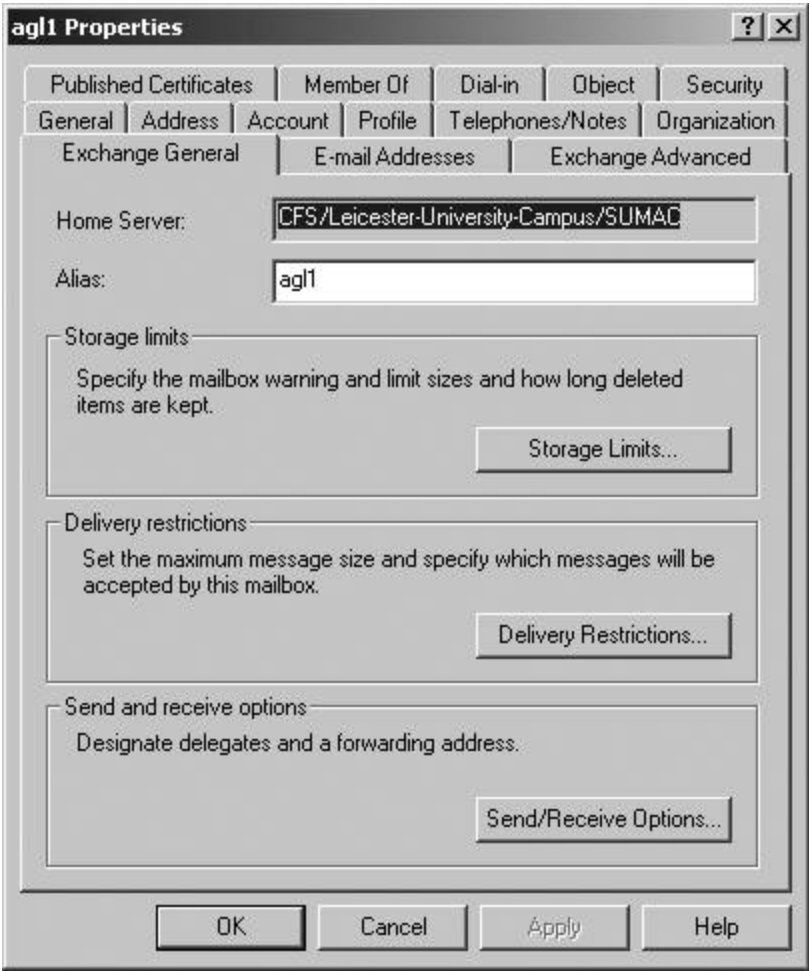 agl1 Properties
Published Certificates Member Of Dial-in Object Security
General Address Account Profile Telephones/Notes Organization
Exchange General E-mail Addresses Exchange Advanced
Home Server: CFS/Leicester-University-Campus/SUMAC
Alias: agl1
Storage limits
Specify the mailbox warning and limit sizes and how long deleted
items are kept.
Storage Limits...
Delivery restrictions
Set the maximum message size and specify which messages will be
accepted by this mailbox.
Delivery Restrictions...
Send and receive options
Designate delegates and a forwarding address.
Send/Receive Options...
OK Cancel Apply Help